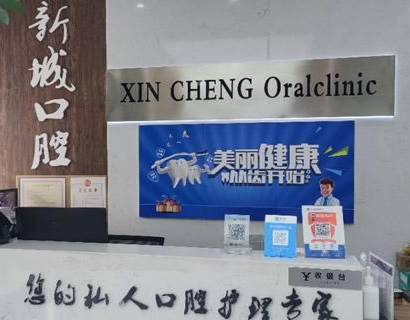 新城口腔
XIN CHENG Oralclinic
美丽健康
从齿开始
收银台
您的私人口腔护理专家